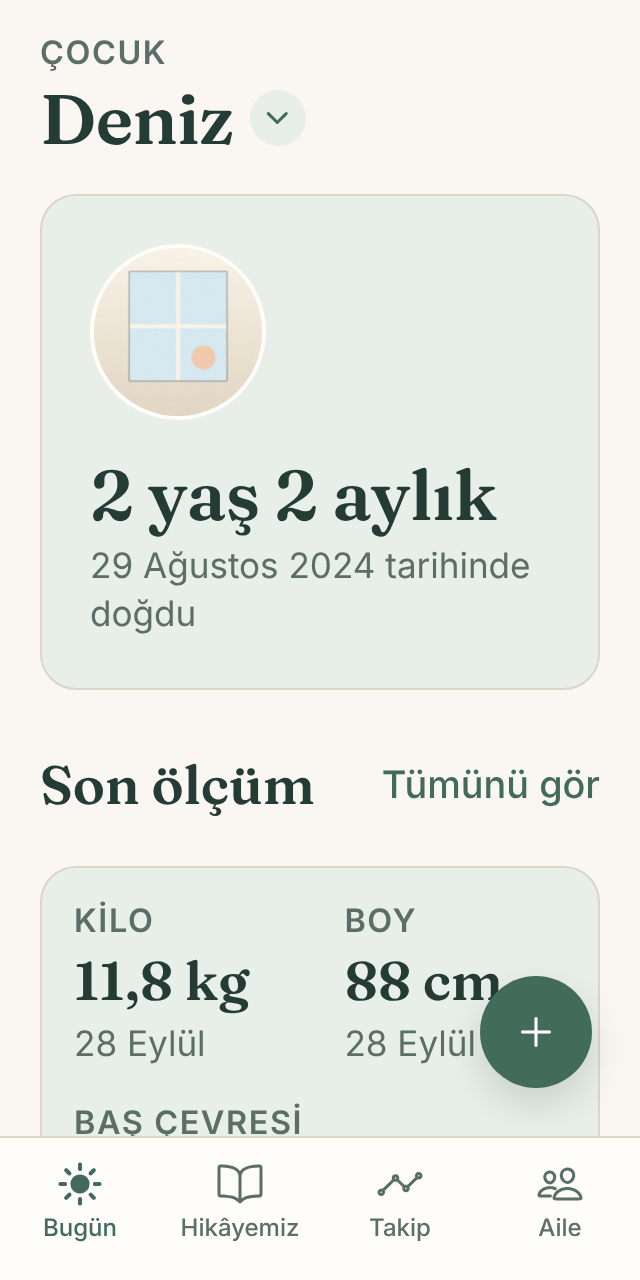 ÇOCUK
Deniz
2 yaş 2 aylık
29 Ağustos 2024 tarihinde
doğdu
Son ölçüm
Tümünü gör
KİLO
BOY
11,8 kg
88 cm
28 Eylül
28 Eylül
BAŞ ÇEVRESİ
Bugün
Hikâyemiz
Takip
Aile